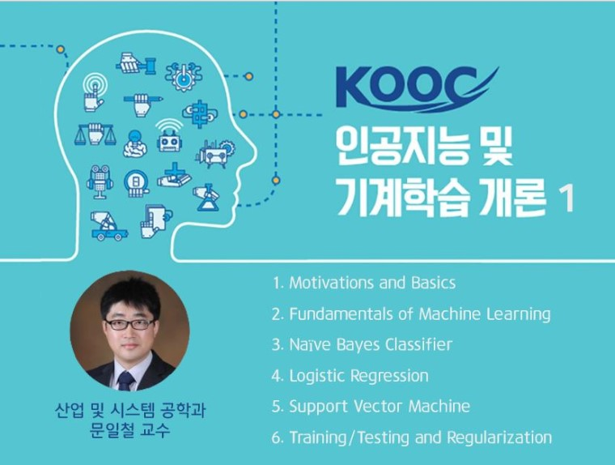 KOOC
인공지능 및
기계학습 개론 1
1. Motivations and Basics
2. Fundamentals of Machine Learning
3. Naïve Bayes Classifier
4. Logistic Regression
5. Support Vector Machine
6. Training/Testing and Regularization
산업 및 시스템 공학과
문일철 교수